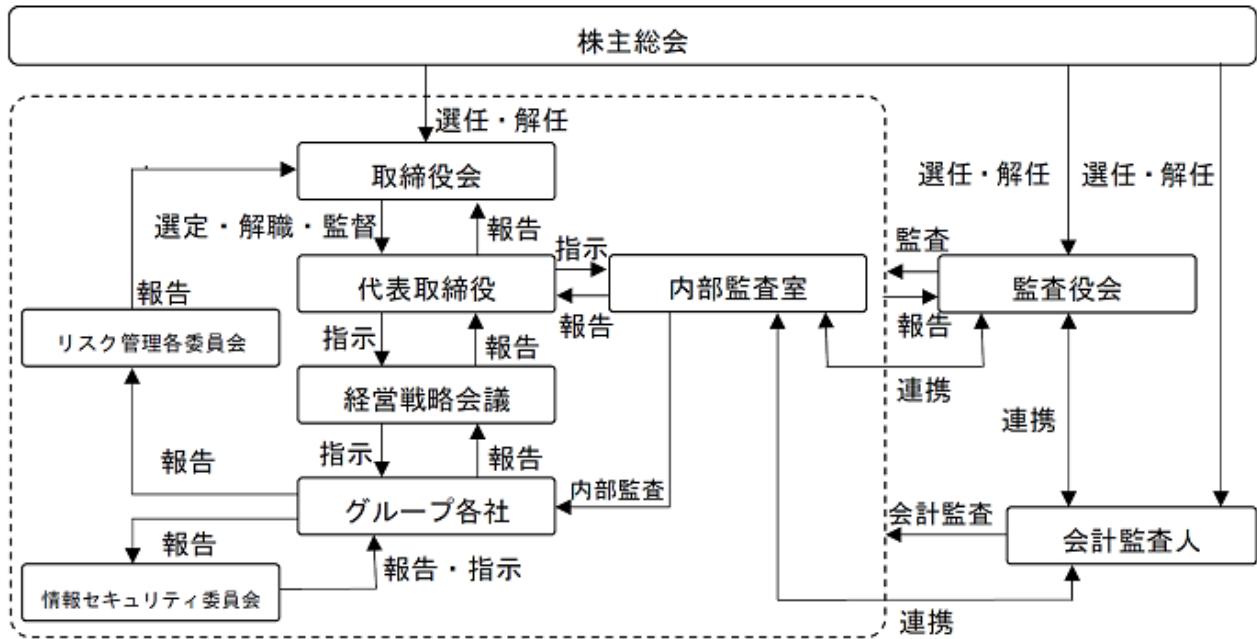 株主総会
選任・解任
取締役会
選任・解任
選任・解任
選定・解職・監督
報告
指示
監査
代表取締役
内部監査室
監査役会
報告
リスク管理各委員会
指示
報告
報告
報告
連携
経営戦略会議
連携
報告
指示
報告
内部監査
グループ各社
会計監査
会計監査人
報告
報告・指示
情報セキュリティ委員会
連携